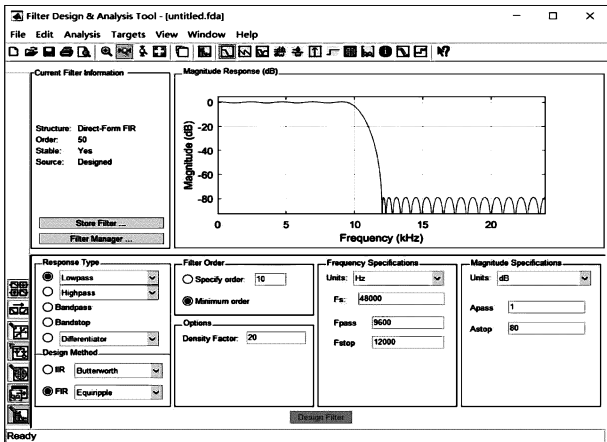 Filter Design & Analysis Tool - [untitled.fda]
File Edit Analysis Targets View Window Help
Current Filter Information
Structure: Direct-Form FIR
Order: 50
Stable: Yes
Source: Designed
Store Filter ...
Filter Manager ...
Magnitude Response (dB)
Magnitude (dB)
0
-20
-40
-60
-80
0 5 10 15 20
Frequency (kHz)
Response Type
Lowpass
Highpass
Bandpass
Bandstop
Differentiator
Design Method
IIR Butterworth
FIR Equiripple
Filter Order
Specify order: 10
Minimum order
Options
Density Factor: 20
Frequency Specifications
Units: Hz
Fs: 48000
Fpass 9600
Fstop 12000
Magnitude Specifications
Units: dB
Apass 1
Astop 80
Design Filter
Ready